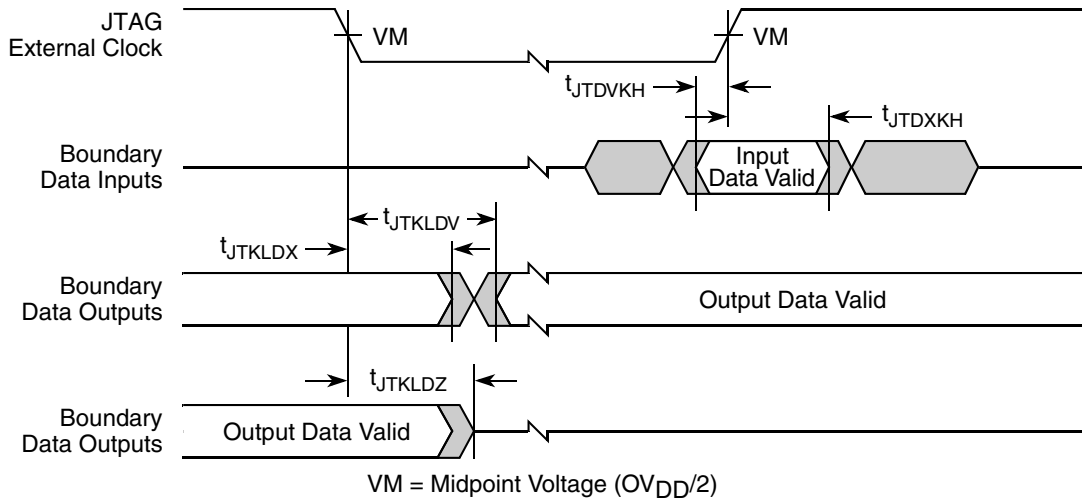 JTAG
External Clock
VM
VM
tJTDVKH
tJTDXKH
Boundary
Data Inputs
Input
Data Valid
tJTKLDV
tJTKLDX
Boundary
Data Outputs
Output Data Valid
tJTKLDZ
Boundary
Data Outputs
Output Data Valid
VM = Midpoint Voltage (OVDD/2)